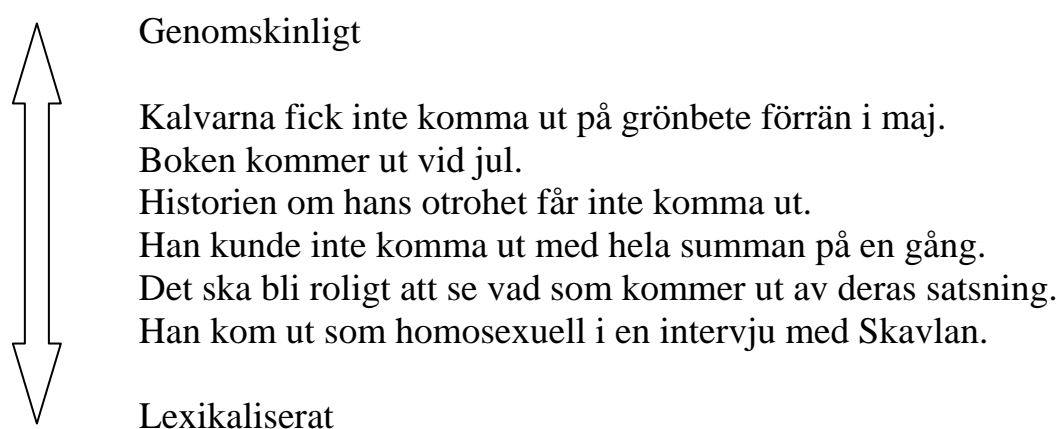 Genomskinligt
Kalvarna fick inte komma ut på grönbete förrän i maj.
Boken kommer ut vid jul.
Historien om hans otrohet får inte komma ut.
Han kunde inte komma ut med hela summan på en gång.
Det ska bli roligt att se vad som kommer ut av deras satsning.
Han kom ut som homosexuell i en intervju med Skavlan.
Lexikaliserat